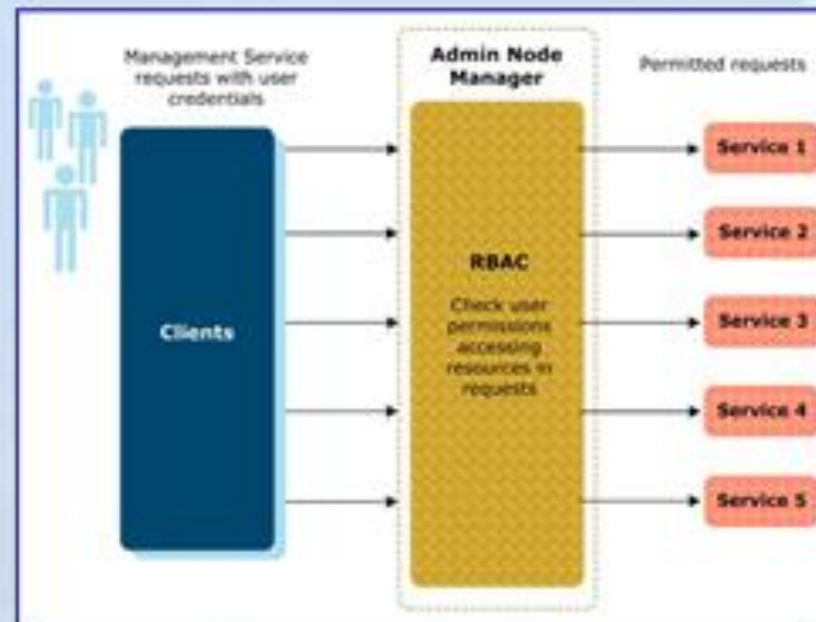 Management Service
requests with user
credentials
Admin Node
Manager
Permitted requests
Clients
RBAC
Check user
permissions
accessing
resources in
requests
Service 1
Service 2
Service 3
Service 4
Service 5